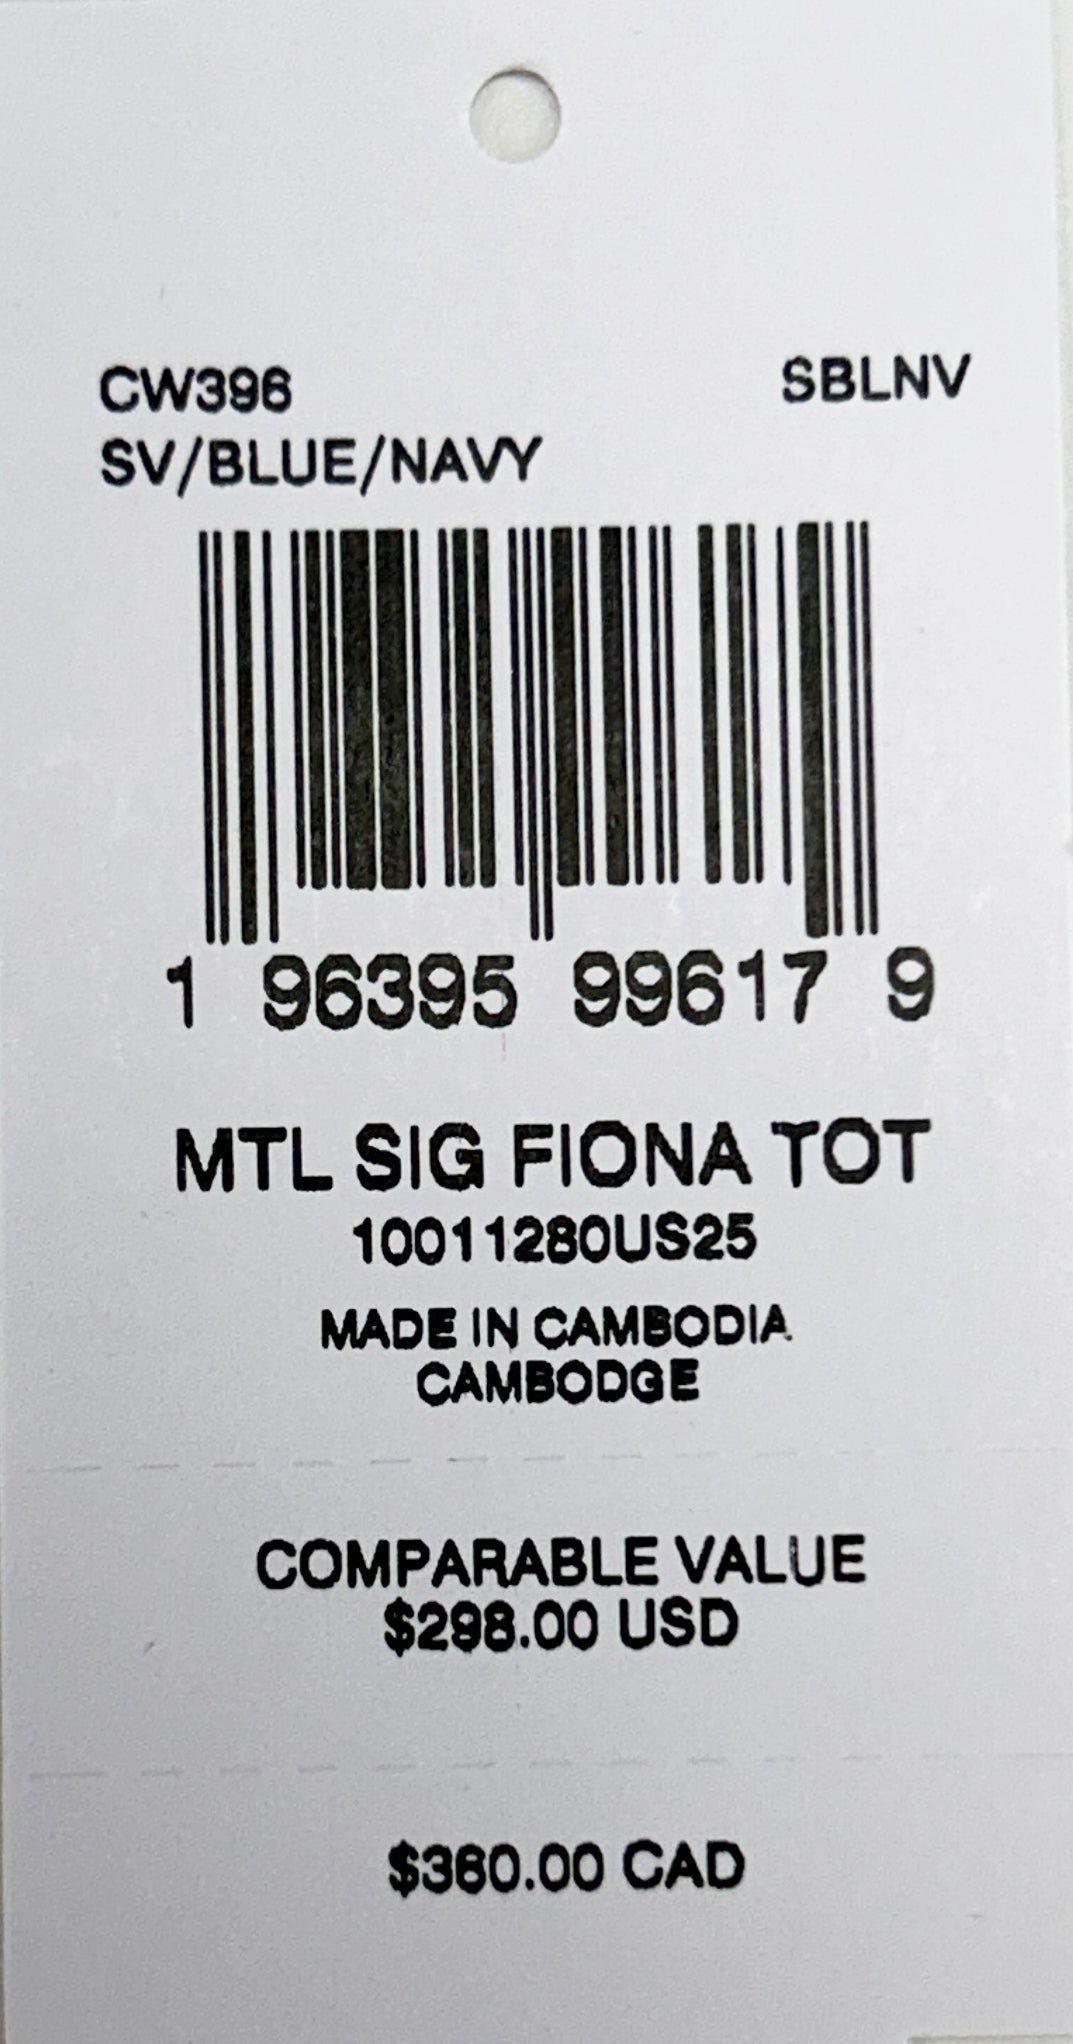 CW396 SBLNV
SV/BLUE/NAVY
1 96395 99617 9
MTL SIG FIONA TOT
10011280US25
MADE IN CAMBODIA
CAMBODGE
COMPARABLE VALUE
$298.00 USD
$380.00 CAD